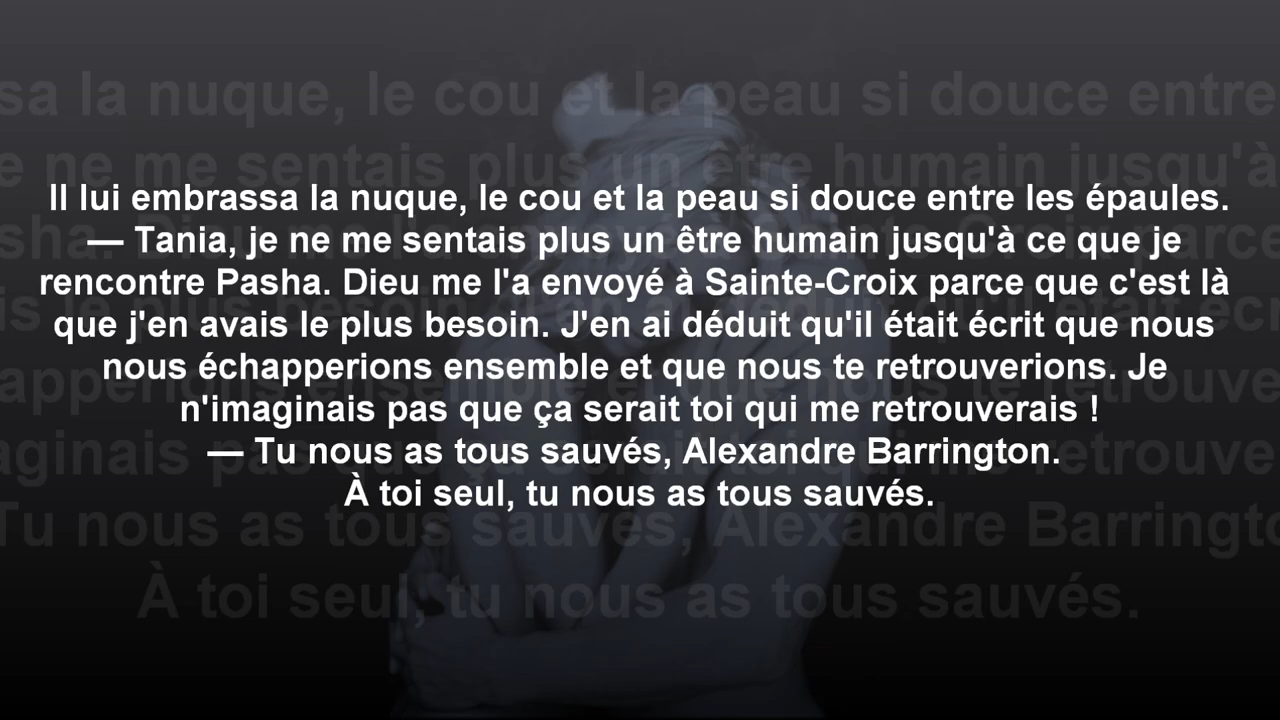 Il lui embrassa la nuque, le cou et la peau si douce entre les épaules.
— Tania, je ne me sentais plus un être humain jusqu'à ce que je
rencontre Pasha. Dieu me l'a envoyé à Sainte-Croix parce que c'est là
que j'en avais le plus besoin. J'en ai déduit qu'il était écrit que nous
nous échapperions ensemble et que nous te retrouverions. Je
n'imaginais pas que ça serait toi qui me retrouverais !
— Tu nous as tous sauvés, Alexandre Barrington.
À toi seul, tu nous as tous sauvés.